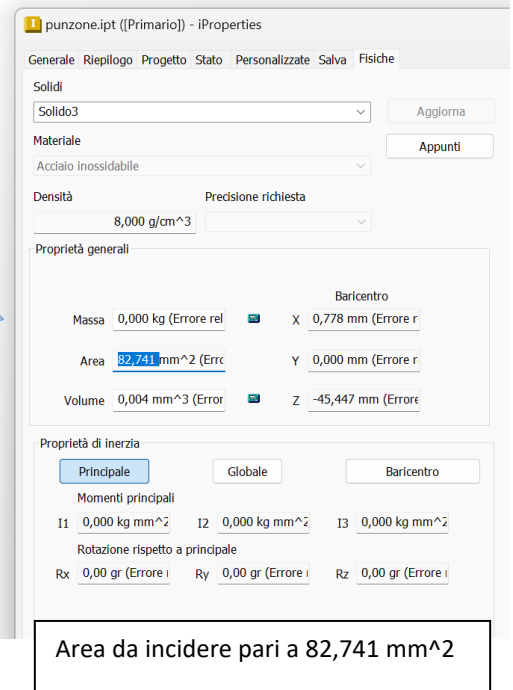 I punzone.ipt ([Primario]) - iProperties
Generale Riepilogo Progetto Stato Personalizzate Salva Fisiche
Solidi
Solido3 Aggiorna
Materiale Appunti
Acciaio inossidabile
Densità Precisione richiesta
8,000 g/cm^3
Proprietà generali
Baricentro
Massa 0,000 kg (Errore rel X 0,778 mm (Errore r
Area 82,741 mm^2 (Errc Y 0,000 mm (Errore r
Volume 0,004 mm^3 (Error Z -45,447 mm (Errore
Proprietà di inerzia
Principale Globale Baricentro
Momenti principali
I1 0,000 kg mm^2 I2 0,000 kg mm^2 I3 0,000 kg mm^2
Rotazione rispetto a principale
Rx 0,00 gr (Errore r Ry 0,00 gr (Errore r Rz 0,00 gr (Errore r
Area da incidere pari a 82,741 mm^2